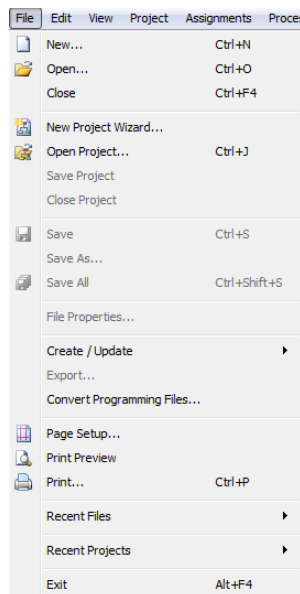 File Edit View Project Assignments
New... Ctrl+N
Open... Ctrl+O
Close Ctrl+F4
New Project Wizard...
Open Project... Ctrl+J
Save Project
Close Project
Save Ctrl+S
Save As...
Save All Ctrl+Shift+S
File Properties...
Create / Update
Export...
Convert Programming Files...
Page Setup...
Print Preview
Print... Ctrl+P
Recent Files
Recent Projects
Exit Alt+F4